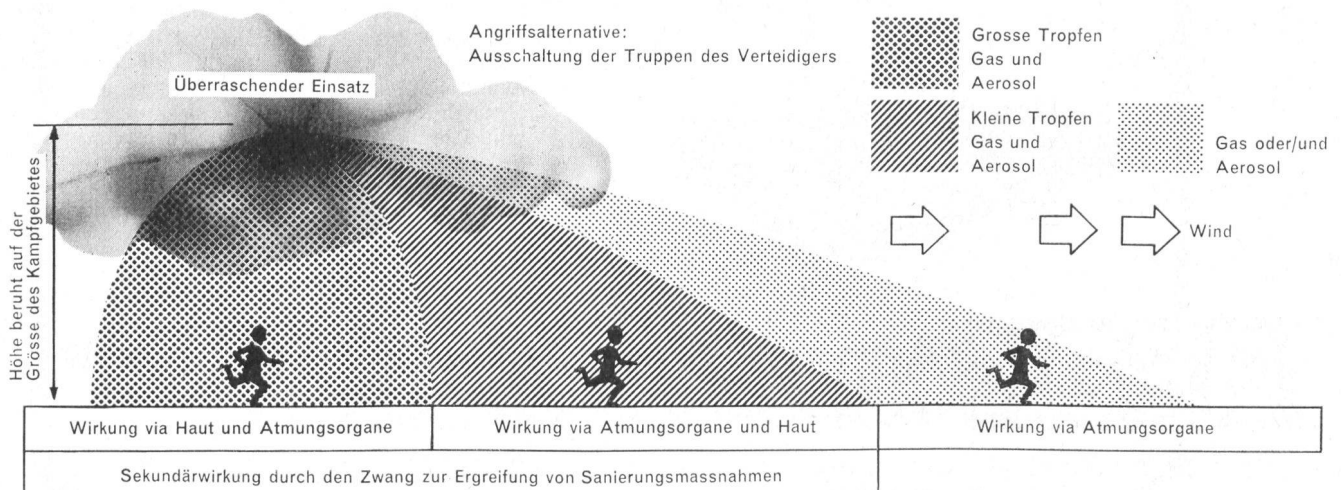 Angriffsalternative:
Ausschaltung der Truppen des Verteidigers
Überraschender Einsatz
Grosse Tropfen
Gas und
Aerosol
Kleine Tropfen
Gas und
Aerosol
Gas oder/und
Aerosol
Wind
Höhe beruht auf der
Grösse des Kampfgebietes
Wirkung via Haut und Atmungsorgane
Wirkung via Atmungsorgane und Haut
Wirkung via Atmungsorgane
Sekundärwirkung durch den Zwang zur Ergreifung von Sanierungsmassnahmen